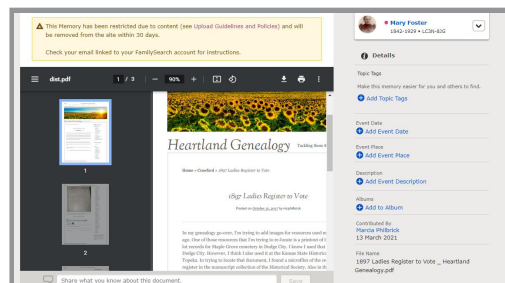 This Memory has been restricted due to content (see Upload Guidelines and Policies) and will
be removed from the site within 30 days.
Check your email linked to your FamilySearch account for instructions.
dist.pdf
1 / 3
90%
1
2
Heartland Genealogy
Tackling Stone
Home » Crawford » 1897 Ladies Register to Vote
1897 Ladies Register to Vote
Posted on October 10, 2017 by
In my genealogy go-over, I'm trying to add images for resources used
ago. One of those resources that I'm trying to re-locate is a printout of
lot records for Maple Grove cemetery in Dodge City. I know I used that
Dodge City. However, I think I also used it at the Kansas State Historic
Topeka. In trying to locate that document, I found a microfilm of the
register in the manuscript collection of the Historical Society. Also in th
Share what you know about this document.
Save
Mary Foster
1842-1929 • LC3N-83G
Details
Topic Tags
Make this memory easier for you and others to find.
Add Topic Tags
Event Date
Add Event Date
Event Place
Add Event Place
Description
Add Event Description
Albums
Add to Album
Contributed By
Marcia Philbrick
13 March 2021
File Name
1897 Ladies Register to Vote _ Heartland
Genealogy.pdf